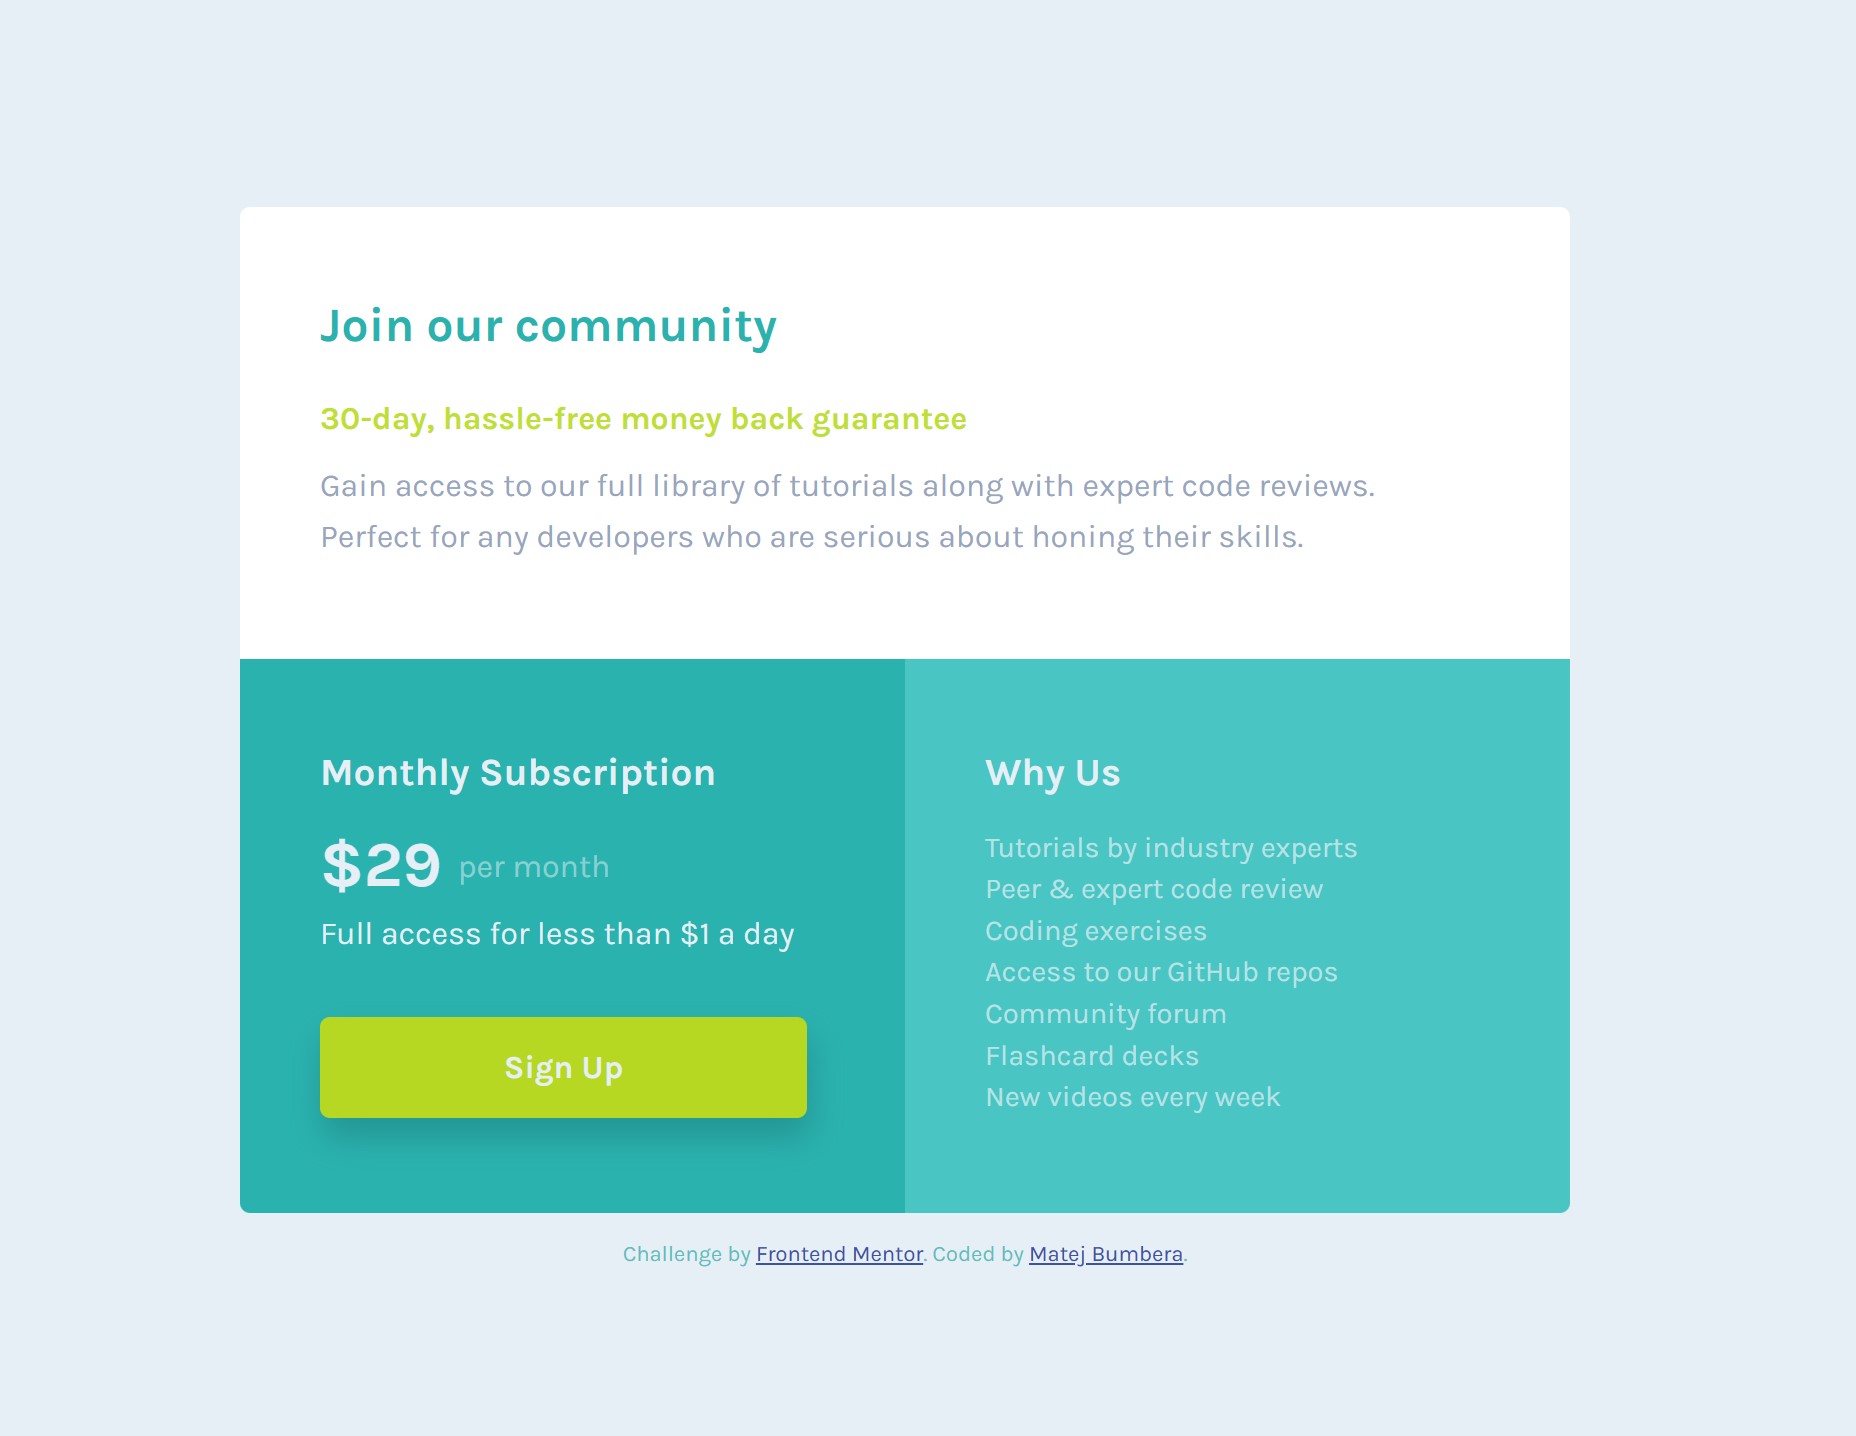 Join our community
30-day, hassle-free money back guarantee
Gain access to our full library of tutorials along with expert code reviews.
Perfect for any developers who are serious about honing their skills.
Monthly Subscription
$29 per month
Full access for less than $1 a day
Sign Up
Why Us
Tutorials by industry experts
Peer & expert code review
Coding exercises
Access to our GitHub repos
Community forum
Flashcard decks
New videos every week
Challenge by Frontend Mentor. Coded by Matej Bumbera.